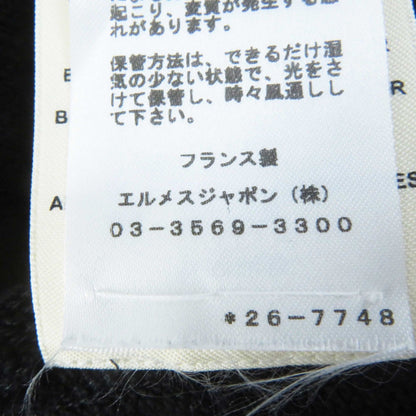 起こり、変質が発生する恐
れがあります。
保管方法は、できるだけ湿
気の少ない状態で、光をさ
けて保管し、時々風通しし
て下さい。
フランス製
エルメスジャポン(株)
03-3569-3300
*26-7748